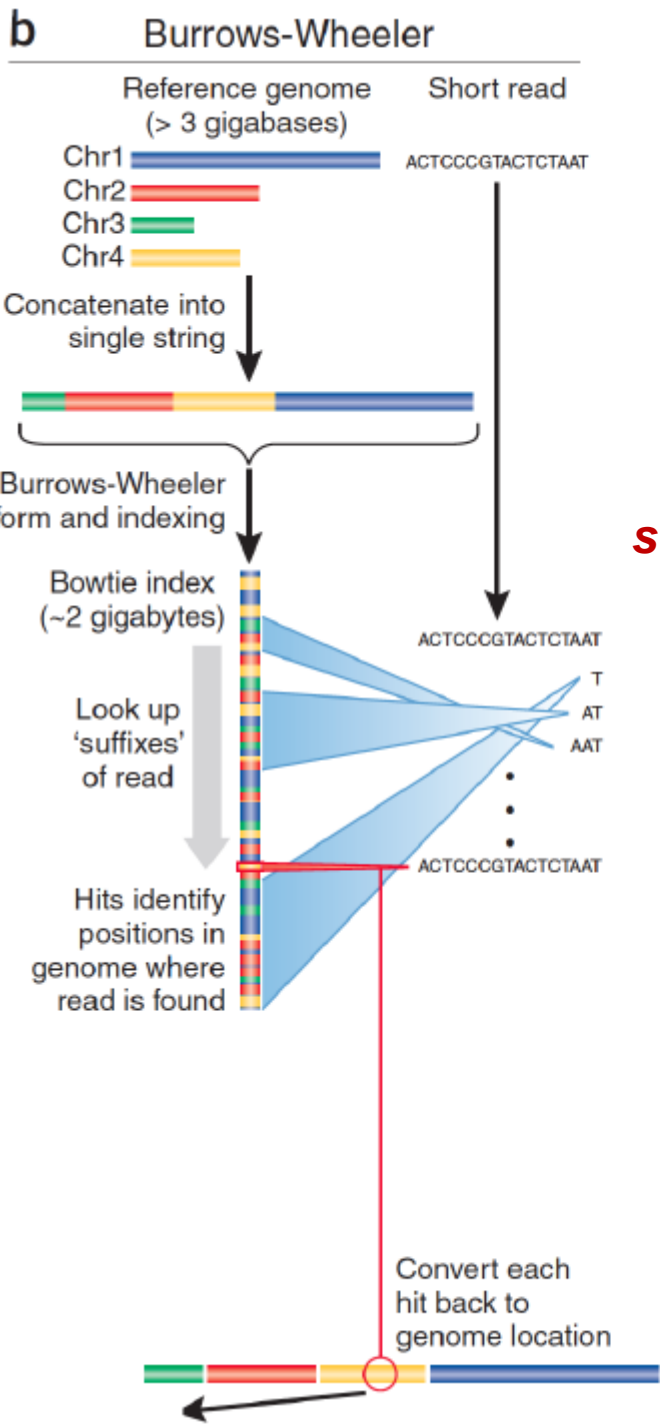 b Burrows-Wheeler
Reference genome
(> 3 gigabases)
Short read
Chr1
ACTCCCGTACTCTAAT
Chr2
Chr3
Chr4
Concatenate into
single string
Burrows-Wheeler
form and indexing
s
Bowtie index
(~2 gigabytes)
ACTCCCGTACTCTAAT
T
AT
AAT
Look up
‘suffixes’
of read
ACTCCCGTACTCTAAT
Hits identify
positions in
genome where
read is found
Convert each
hit back to
genome location